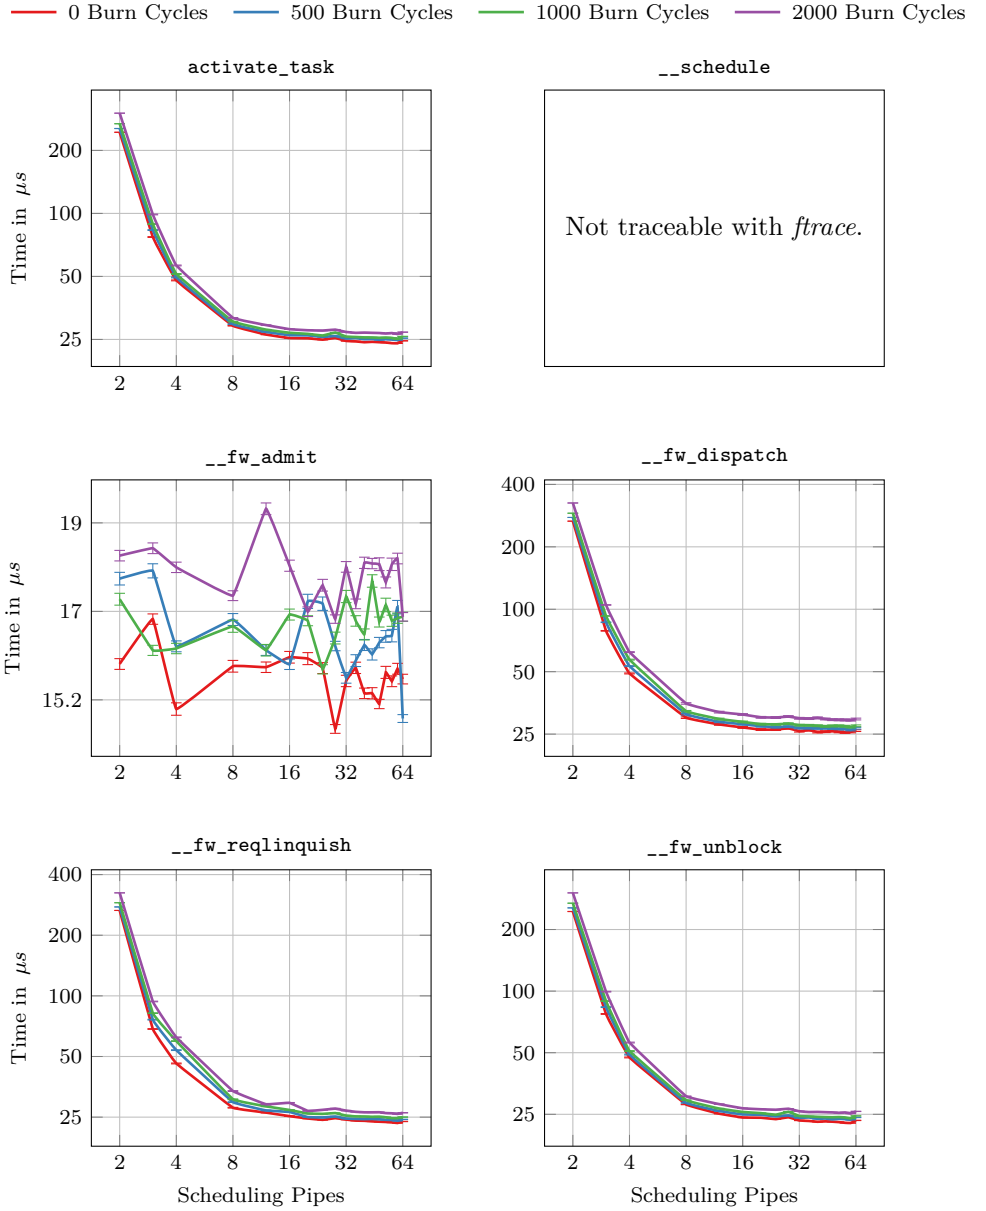 0 Burn Cycles 500 Burn Cycles 1000 Burn Cycles 2000 Burn Cycles
activate_task
Time in μs
200
100
50
25
2 4 8 16 32 64
__schedule
Not traceable with ftrace.
__fw_admit
Time in μs
19
17
15.2
2 4 8 16 32 64
__fw_dispatch
400
200
100
50
25
2 4 8 16 32 64
__fw_reqlinquish
Time in μs
400
200
100
50
25
2 4 8 16 32 64
Scheduling Pipes
__fw_unblock
200
100
50
25
2 4 8 16 32 64
Scheduling Pipes